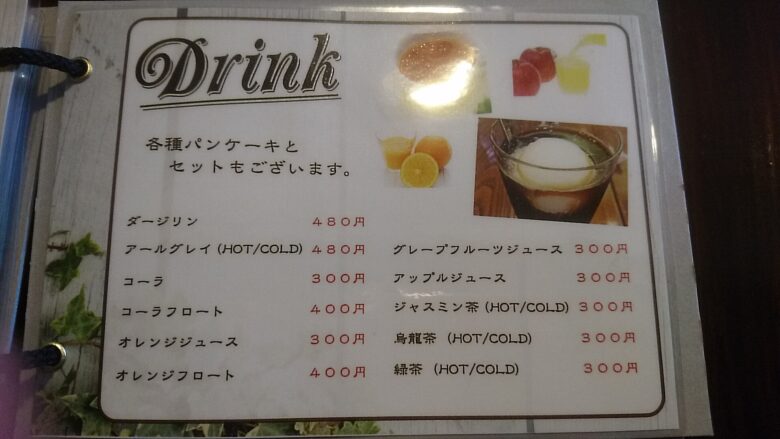 Drink
各種パンケーキと
セットもございます。
ダージリン 480円
アールグレイ (HOT/COLD) 480円
コーラ 300円
コーラフロート 400円
オレンジジュース 300円
オレンジフロート 400円
グレープフルーツジュース 300円
アップルジュース 300円
ジャスミン茶 (HOT/COLD) 300円
烏龍茶 (HOT/COLD) 300円
緑茶 (HOT/COLD) 300円